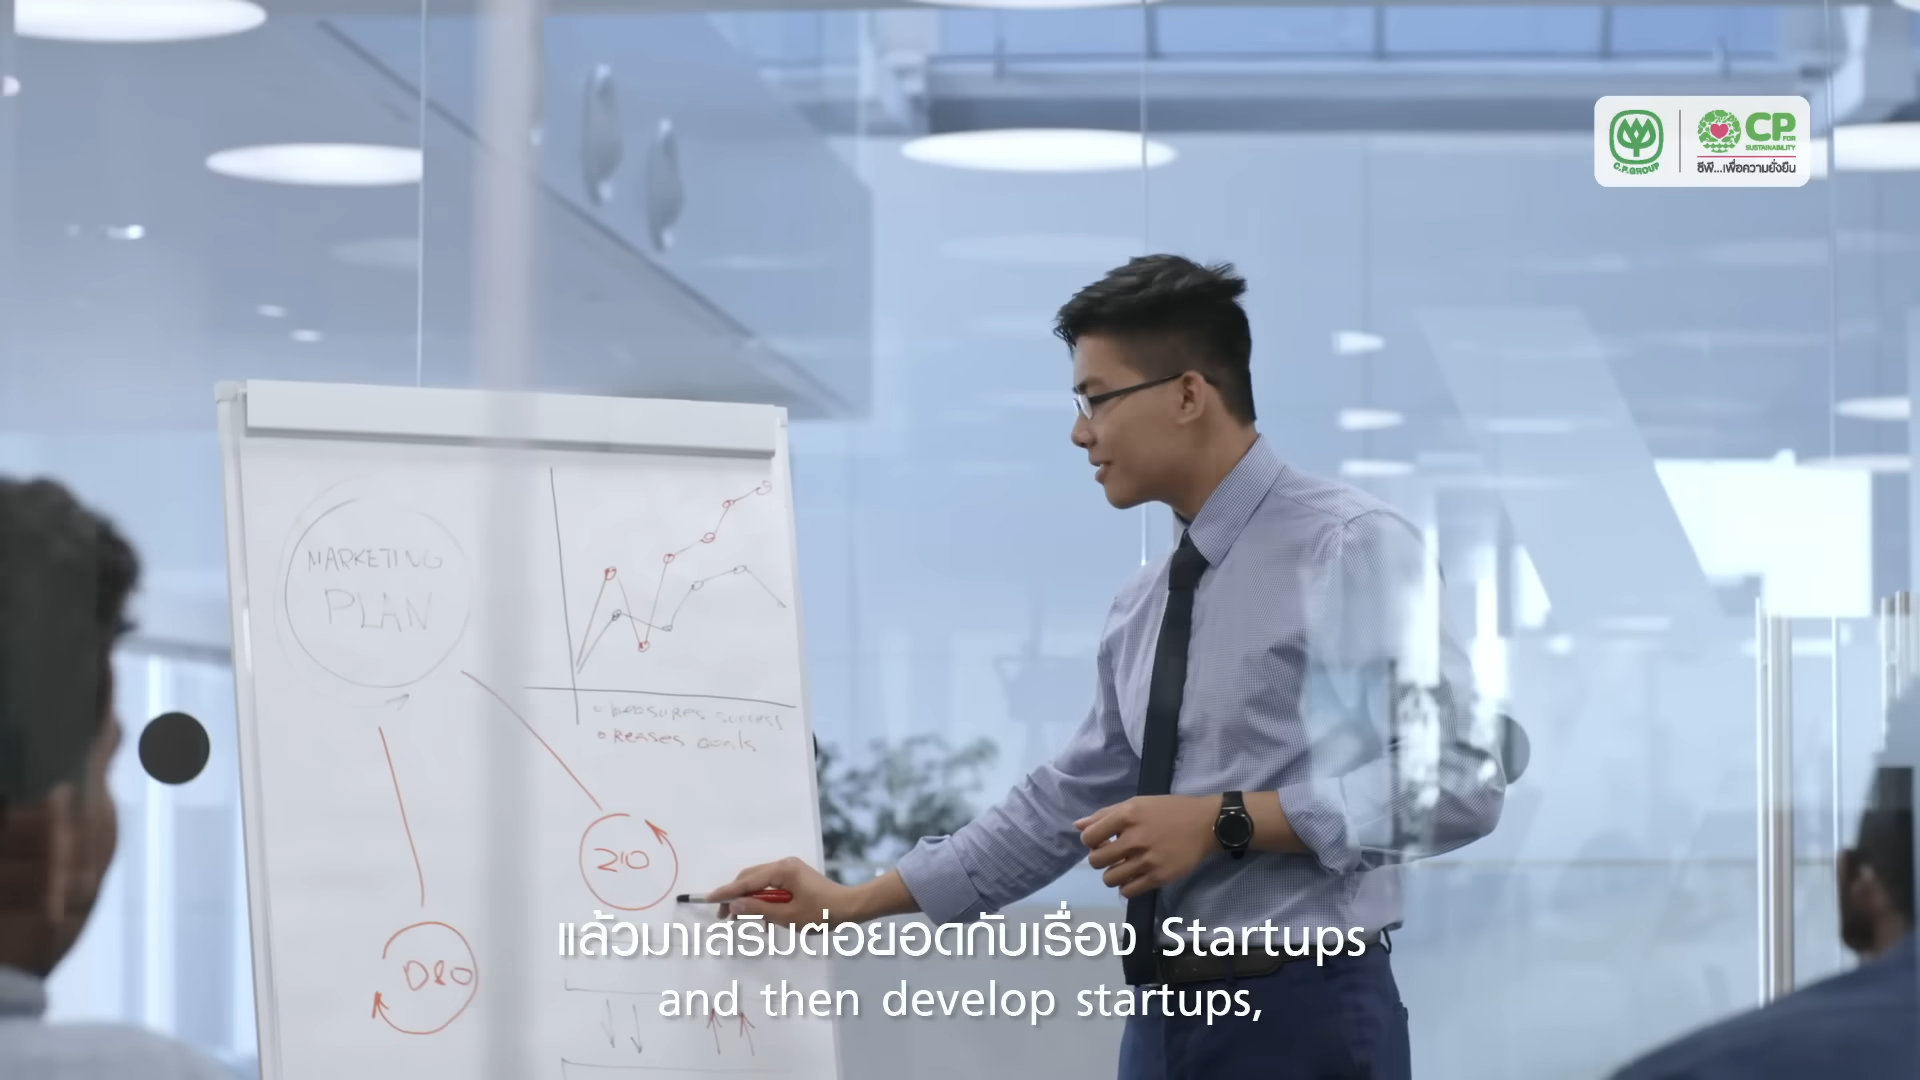 C.P. GROUP
CP FOR
SUSTAINABILITY
ซีพี...เพื่อความยั่งยืน
MARKETING
PLAN
210
D&O
แล้วมาเสริมต่อยอดกับเรื่อง Startups
and then develop startups,